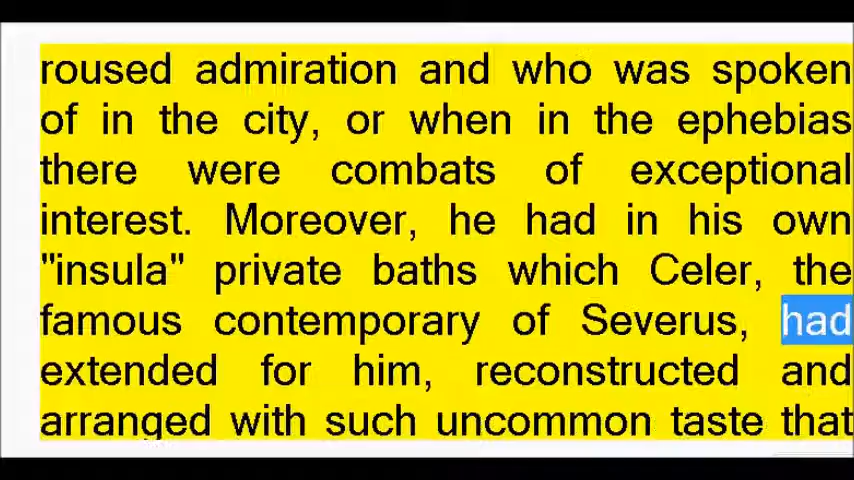 roused admiration and who was spoken
of in the city, or when in the ephebias
there were combats of exceptional
interest. Moreover, he had in his own
"insula" private baths which Celer, the
famous contemporary of Severus, had
extended for him, reconstructed and
arranged with such uncommon taste that